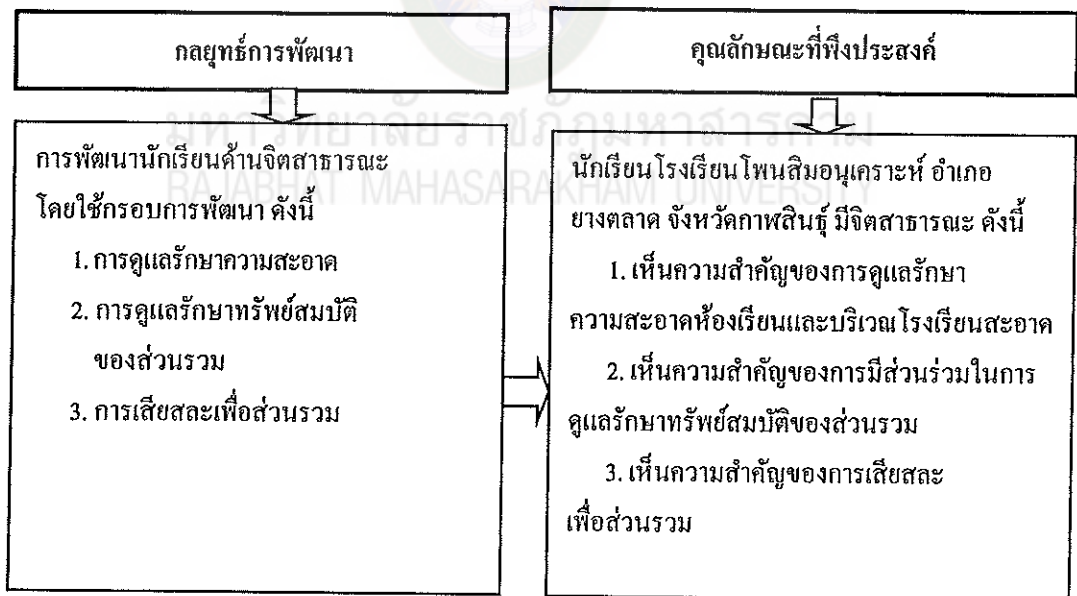 กลยุทธ์การพัฒนา
คุณลักษณะที่พึงประสงค์
มหาวิทยาลัยราชภัฏมหาสารคาม
RAJABHAT MAHASARAKHAM UNIVERSITY
การพัฒนานักเรียนด้านจิตสาธารณะ
โดยใช้กรอบการพัฒนา ดังนี้
1. การดูแลรักษาความสะอาด
2. การดูแลรักษาทรัพย์สมบัติ
ของส่วนรวม
3. การเสียสละเพื่อส่วนรวม
นักเรียนโรงเรียนโพนสิมอนุเคราะห์ อำเภอ
ยางตลาด จังหวัดกาฬสินธุ์ มีจิตสาธารณะ ดังนี้
1. เห็นความสำคัญของการดูแลรักษา
ความสะอาดห้องเรียนและบริเวณโรงเรียนสะอาด
2. เห็นความสำคัญของการมีส่วนร่วมในการ
ดูแลรักษาทรัพย์สมบัติของส่วนรวม
3. เห็นความสำคัญของการเสียสละ
เพื่อส่วนรวม